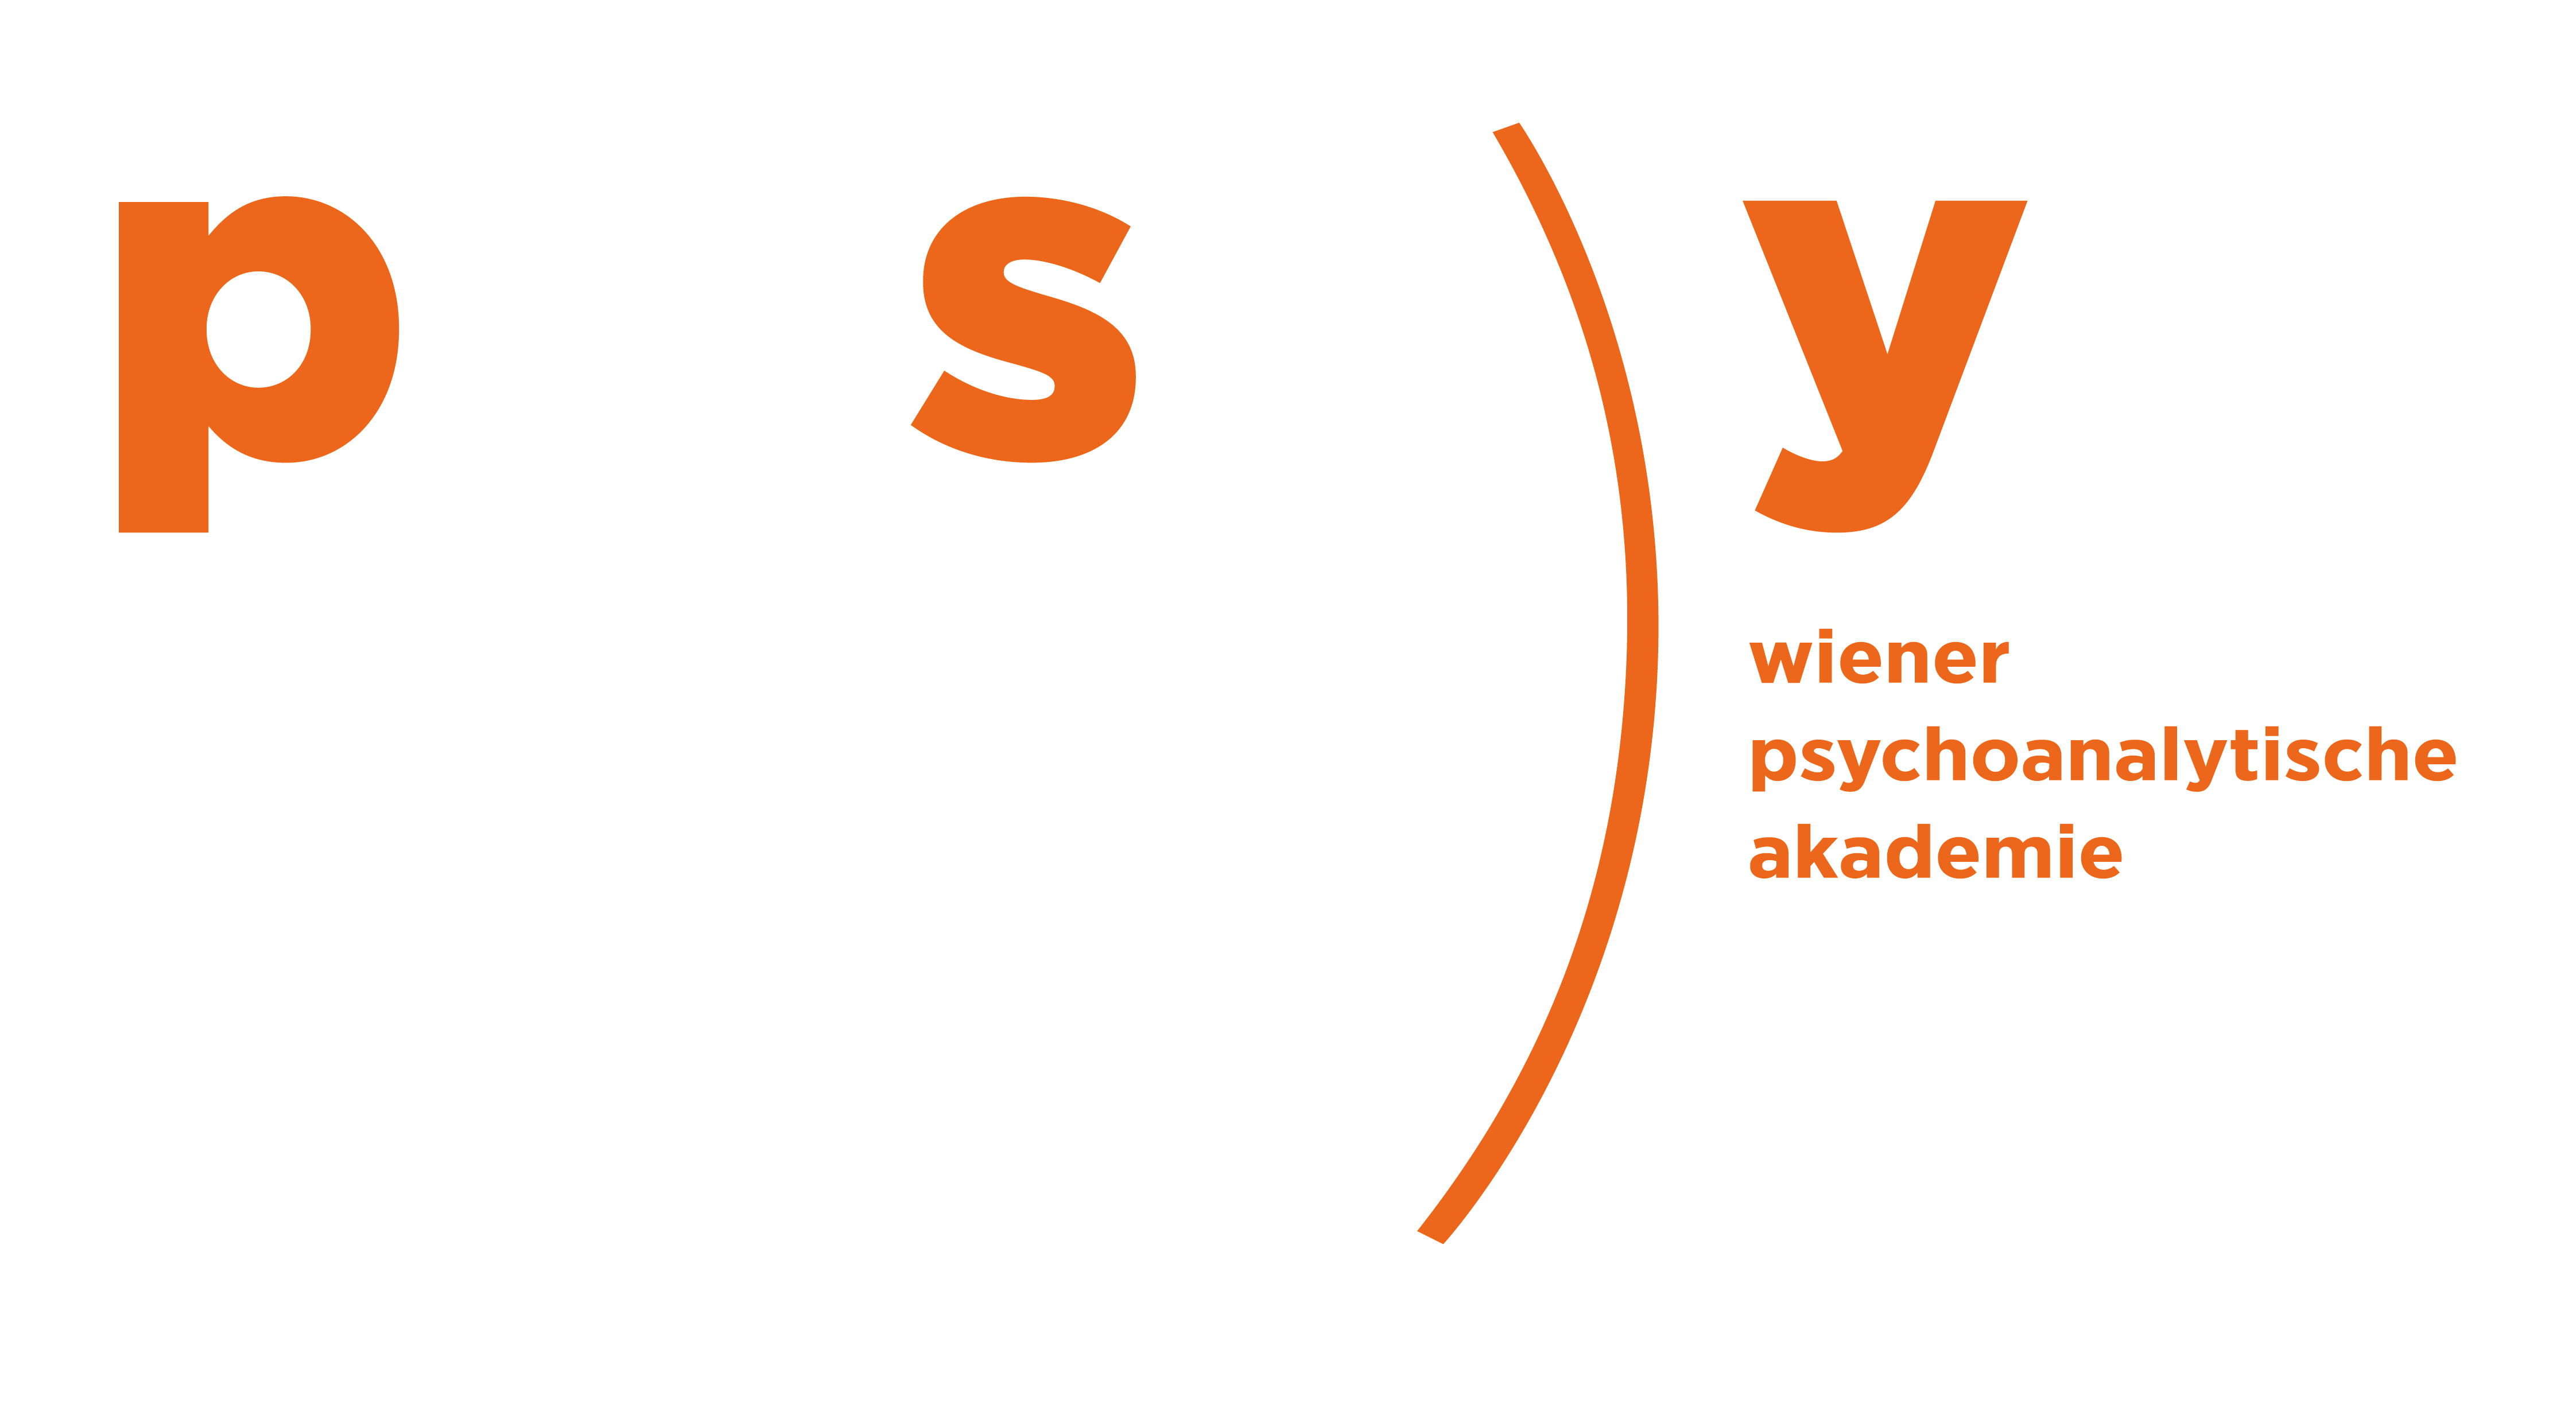 p s ) y
wiener
psychoanalytische
akademie